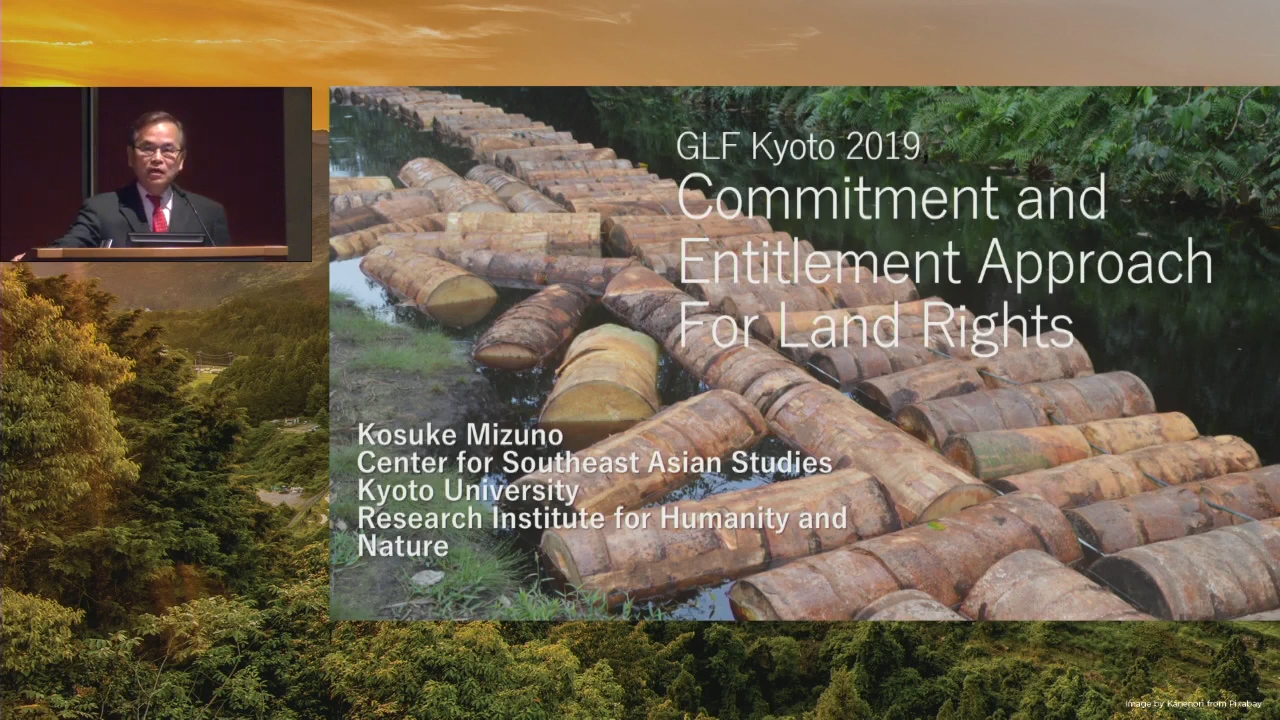 GLF Kyoto 2019
Commitment and
Entitlement Approach
For Land Rights
Kosuke Mizuno
Center for Southeast Asian Studies
Kyoto University
Research Institute for Humanity and
Nature
Image by Kanenori from Pixabay